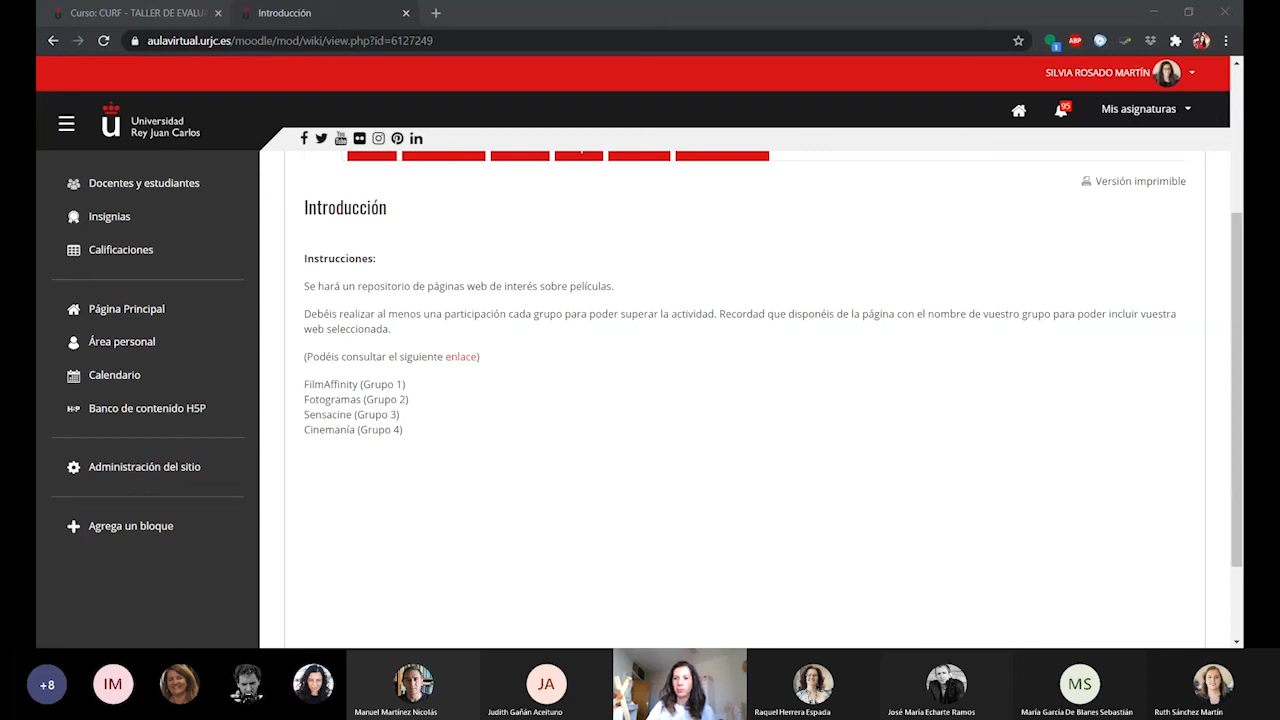 Curso: CURF - TALLER DE EVALU
Introducción
aulavirtual.urjc.es/moodle/mod/wiki/view.php?id=6127249
1
ABP
SILVIA ROSADO MARTÍN
Universidad
Rey Juan Carlos
95
Mis asignaturas
Docentes y estudiantes
Insignias
Calificaciones
Página Principal
Área personal
Calendario
H5P Banco de contenido H5P
Administración del sitio
Agrega un bloque
Versión imprimible
Introducción
Instrucciones:
Se hará un repositorio de páginas web de interés sobre películas.
Debéis realizar al menos una participación cada grupo para poder superar la actividad. Recordad que disponéis de la página con el nombre de vuestro grupo para poder incluir vuestra
web seleccionada.
(Podéis consultar el siguiente enlace)
FilmAffinity (Grupo 1)
Fotogramas (Grupo 2)
Sensacine (Grupo 3)
Cinemanía (Grupo 4)
+8
IM
JA
MS
Manuel Martínez Nicolás
Judith Gañán Aceituno
Raquel Herrera Espada
José María Echarte Ramos
María García De Blanes Sebastián
Ruth Sánchez Martín